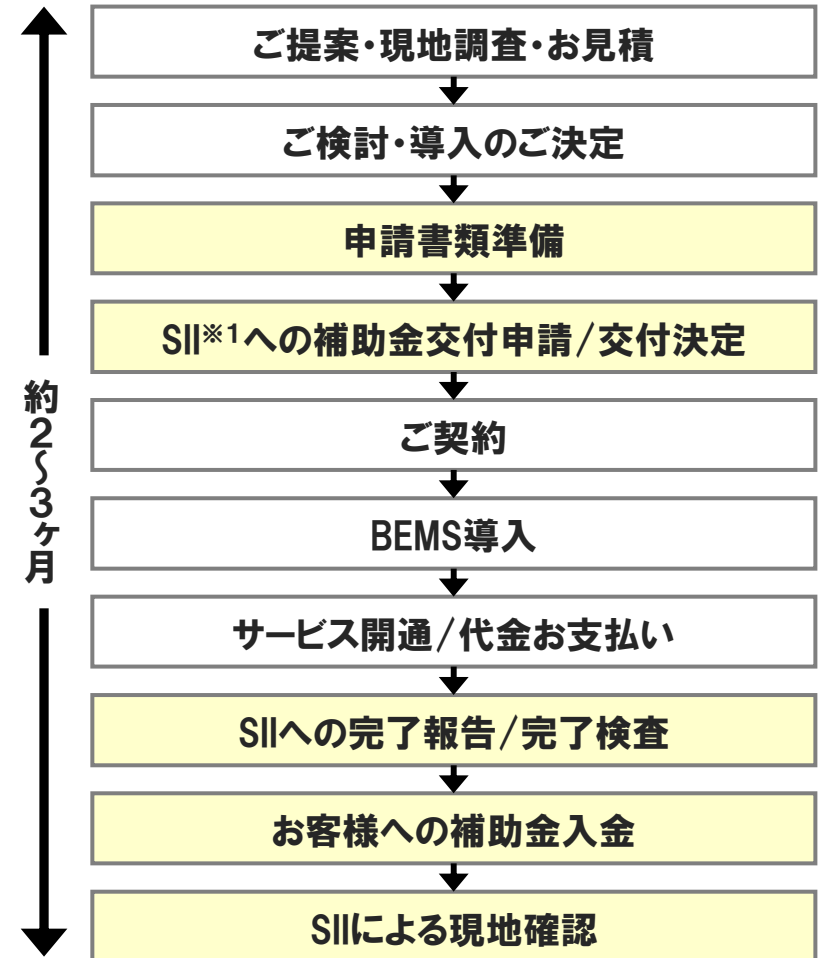 ご提案・現地調査・お見積
ご検討・導入のご決定
申請書類準備
SII※1への補助金交付申請/交付決定
ご契約
BEMS導入
サービス開通/代金お支払い
SIIへの完了報告/完了検査
お客様への補助金入金
SIIによる現地確認
約2~3ヶ月